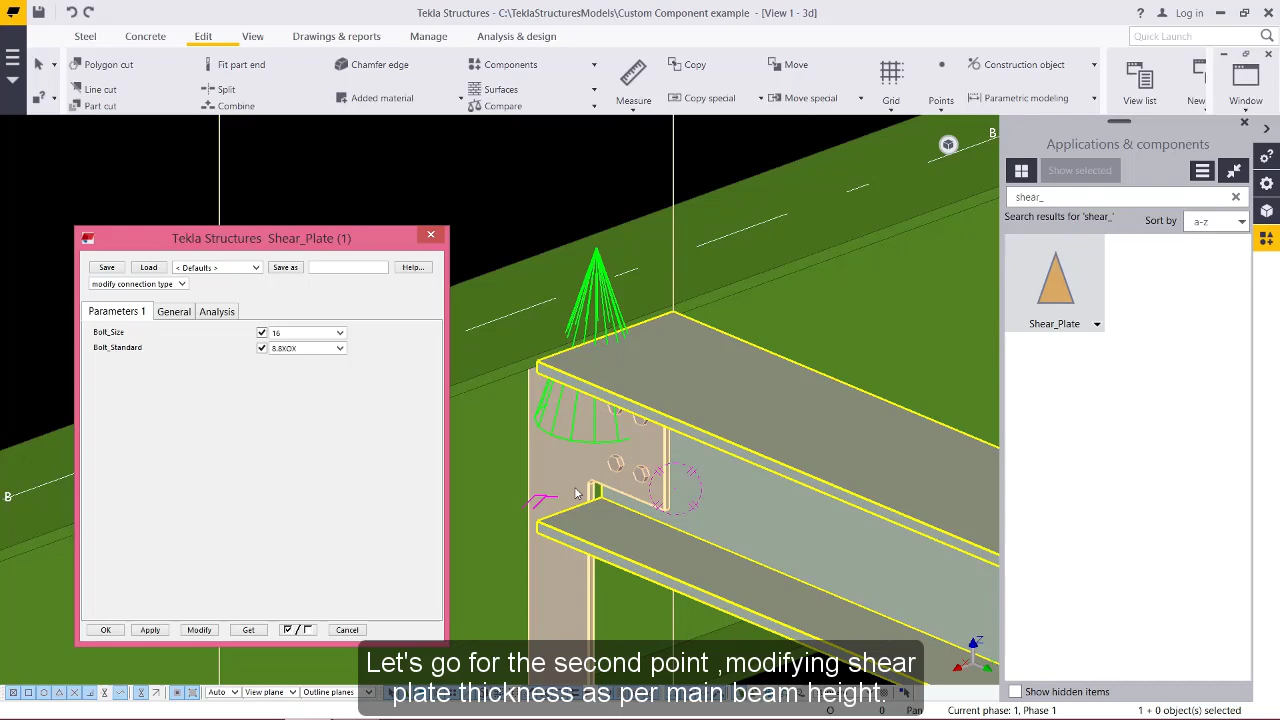 Tekla Structures - C:\TeklaStructuresModels\Custom Component example - [View 1 - 3d]
Log in
Steel
Concrete
Edit
View
Drawings & reports
Manage
Analysis & design
Quick Launch
Polygon cut
Fit part end
Chamfer edge
Components
Copy
Move
Construction object
Line cut
Split
Surfaces
Added material
Copy special
Move special
Parametric modeling
Part cut
Combine
Compare
Measure
Grid
Points
View list
New
Window
Applications & components
Show selected
shear_
Search results for 'shear_'
Sort by
a-z
Shear_Plate
B
B
Tekla Structures Shear_Plate (1)
Save
Load
< Defaults >
Save as
Help...
modify connection type
Parameters 1
General
Analysis
Bolt_Size
16
Bolt_Standard
8.8XOX
OK
Apply
Modify
Get
Cancel
Let's go for the second point ,modifying shear
plate thickness as per main beam height.
Z
Auto
View plane
Outline planes
Show hidden items
O
0
Pan
Current phase: 1, Phase 1
1 + 0 object(s) selected